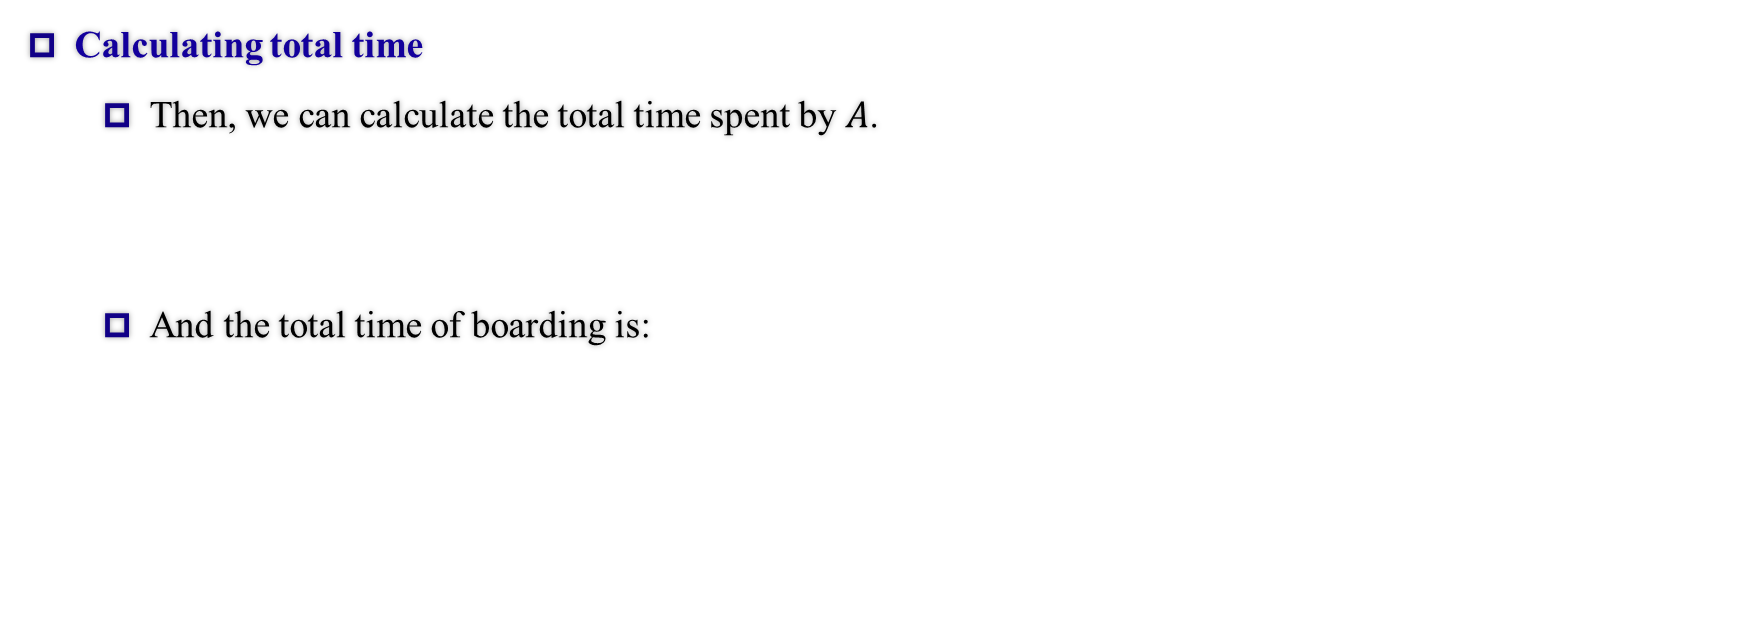 Calculating total time
Then, we can calculate the total time spent by A.
And the total time of boarding is: